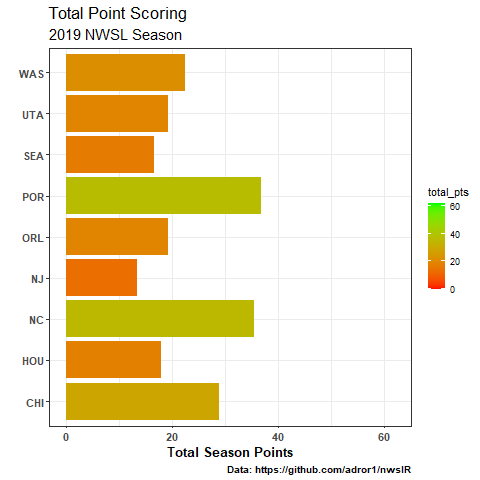 Total Point Scoring
2019 NWSL Season
WAS
UTA
SEA
POR
ORL
NJ
NC
HOU
CHI
0 20 40 60
Total Season Points
Data: https://github.com/adror1/nwslR
total_pts
60
40
20
0